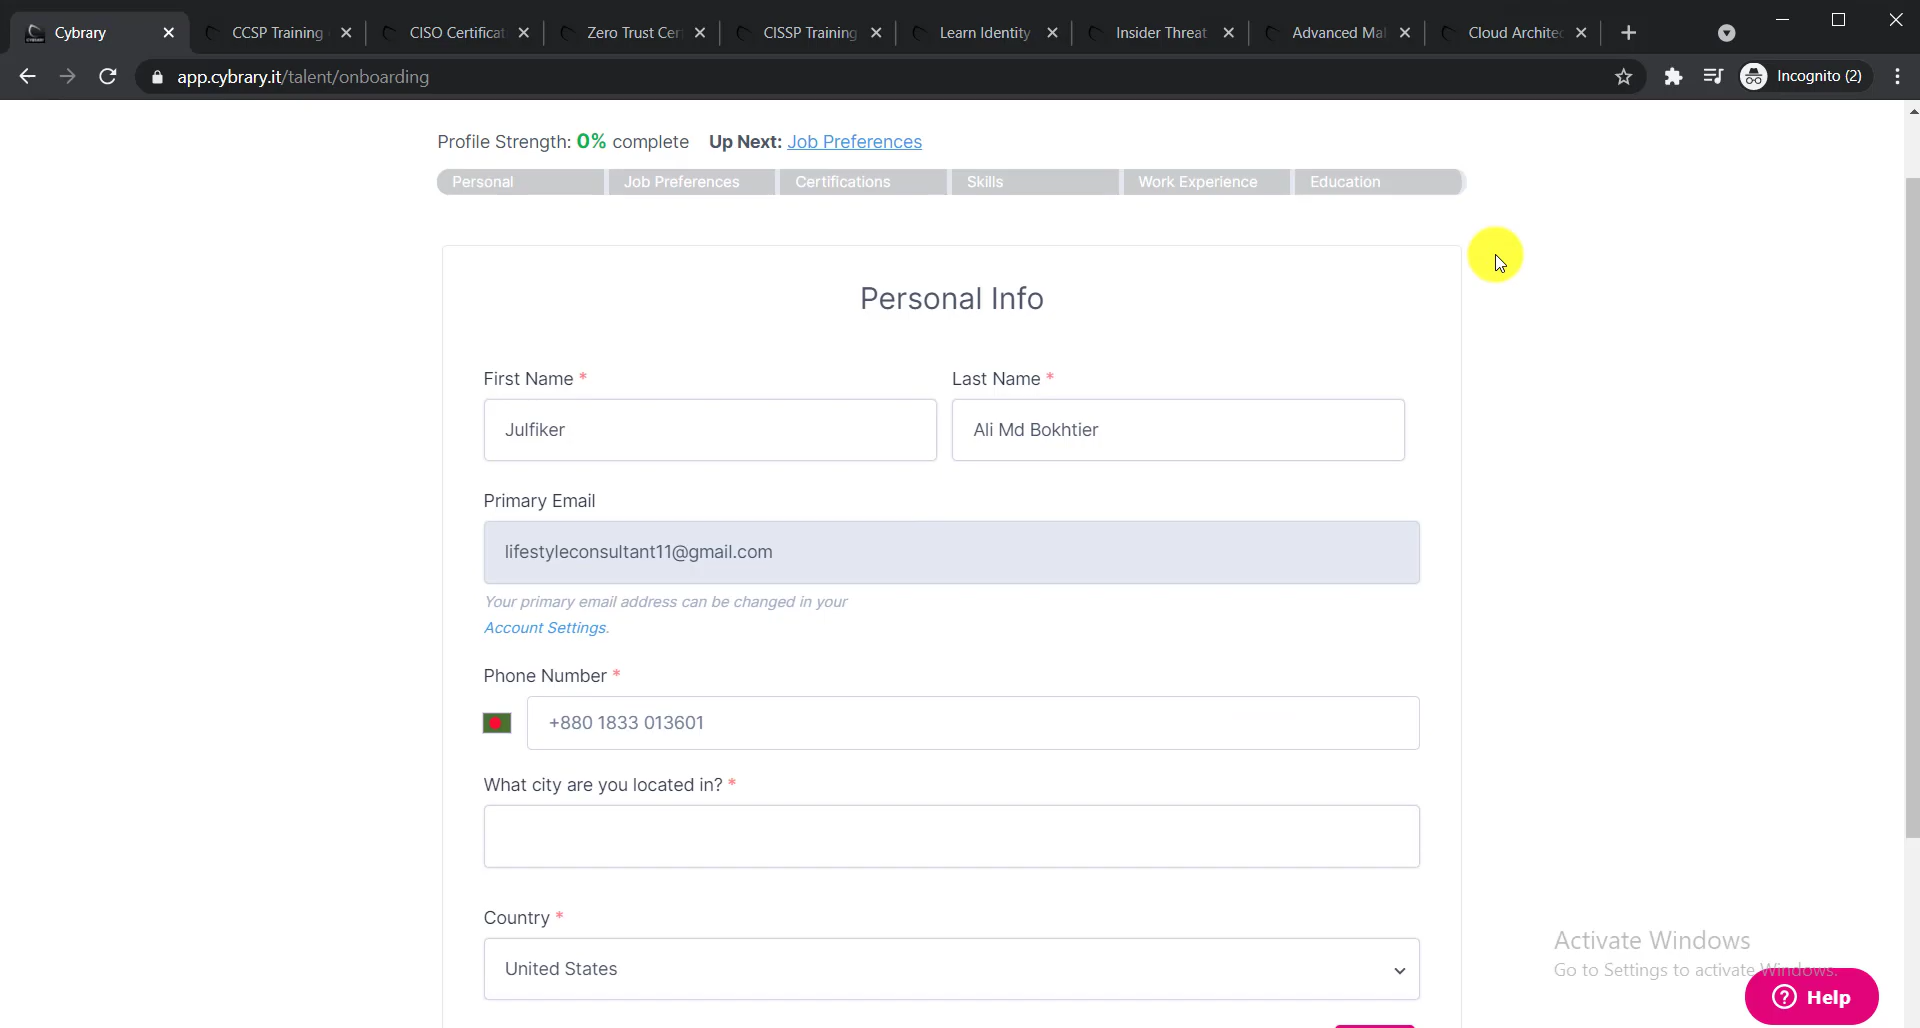 Cybrary
CCSP Training
CISO Certificat
Zero Trust Cer
CISSP Training
Learn Identity
Insider Threat
Advanced Mal
Cloud Architec
app.cybrary.it/talent/onboarding
Incognito (2)
Profile Strength: 0% complete Up Next: Job Preferences
Personal
Job Preferences
Certifications
Skills
Work Experience
Education
Personal Info
First Name *
Last Name *
Julfiker
Ali Md Bokhtier
Primary Email
lifestyleconsultant11@gmail.com
Your primary email address can be changed in your
Account Settings.
Phone Number *
+880 1833 013601
What city are you located in? *
Country *
United States
Activate Windows
Go to Settings to activate Windows.
Help